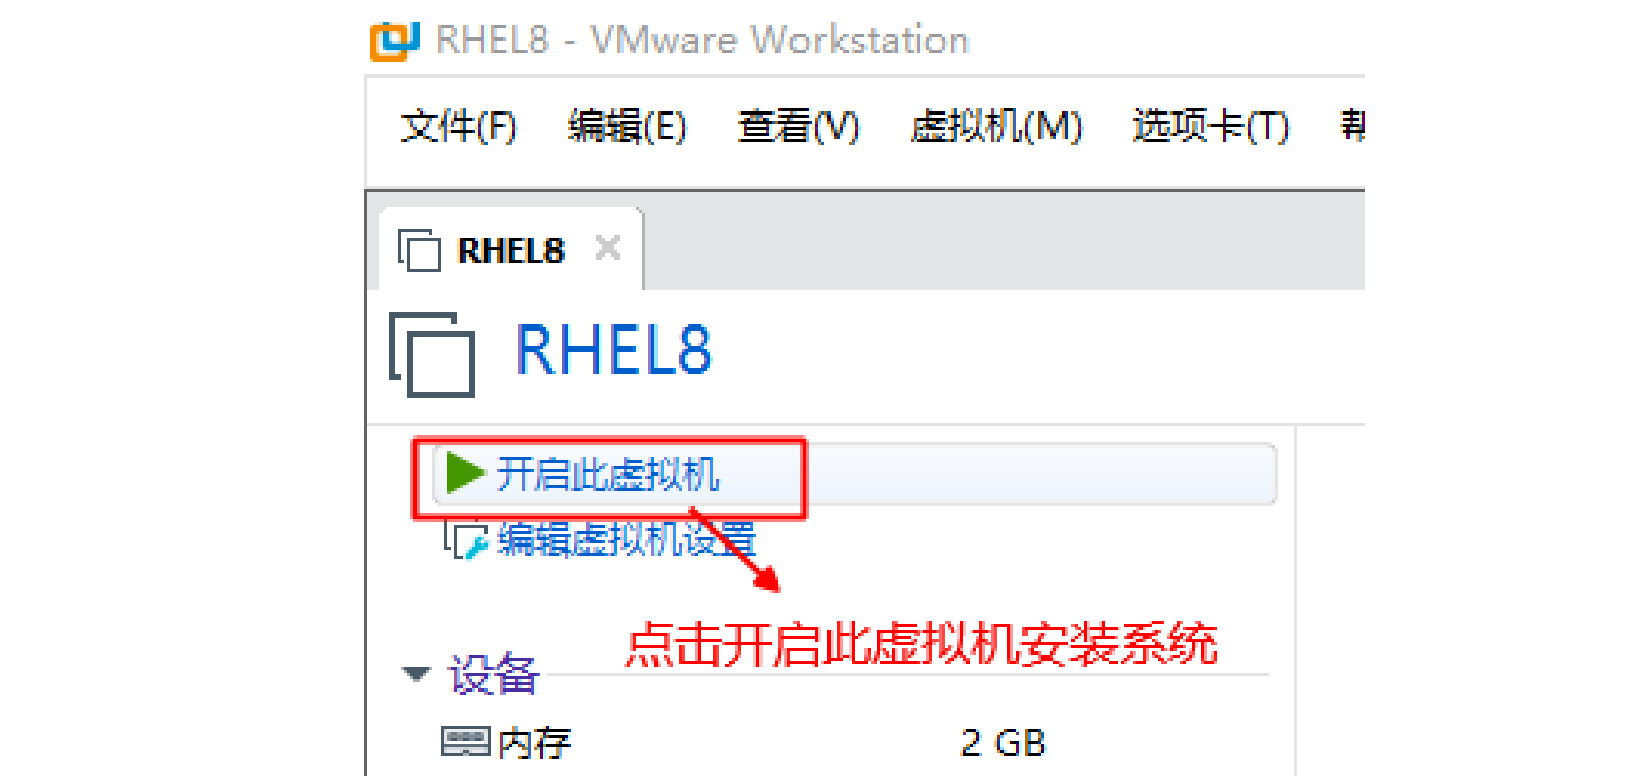 RHEL8 - VMware Workstation
文件(F) 编辑(E) 查看(V) 虚拟机(M) 选项卡(T)
RHEL8
RHEL8
开启此虚拟机
编辑虚拟机设置
点击开启此虚拟机安装系统
设备
内存 2 GB